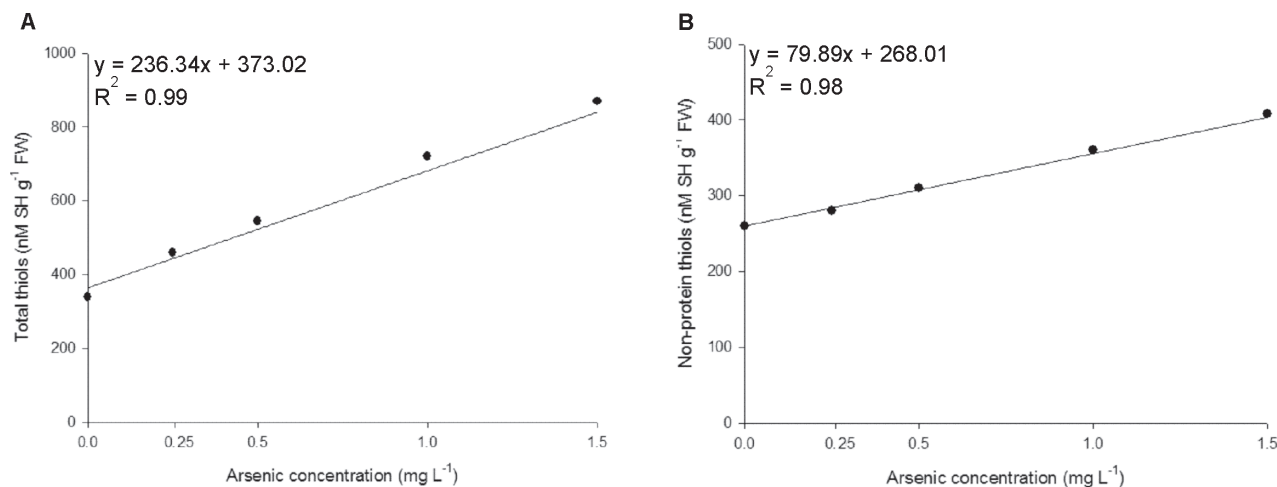 A
y = 236.34x + 373.02
R² = 0.99
Total thiols (nM SH g⁻¹ FW)
1000
800
600
400
200
0
0.0 0.25 0.5 1.0 1.5
Arsenic concentration (mg L⁻¹)
B
y = 79.89x + 268.01
R² = 0.98
Non-protein thiols (nM SH g⁻¹ FW)
500
400
300
200
100
0
0.0 0.25 0.5 1.0 1.5
Arsenic concentration (mg L⁻¹)